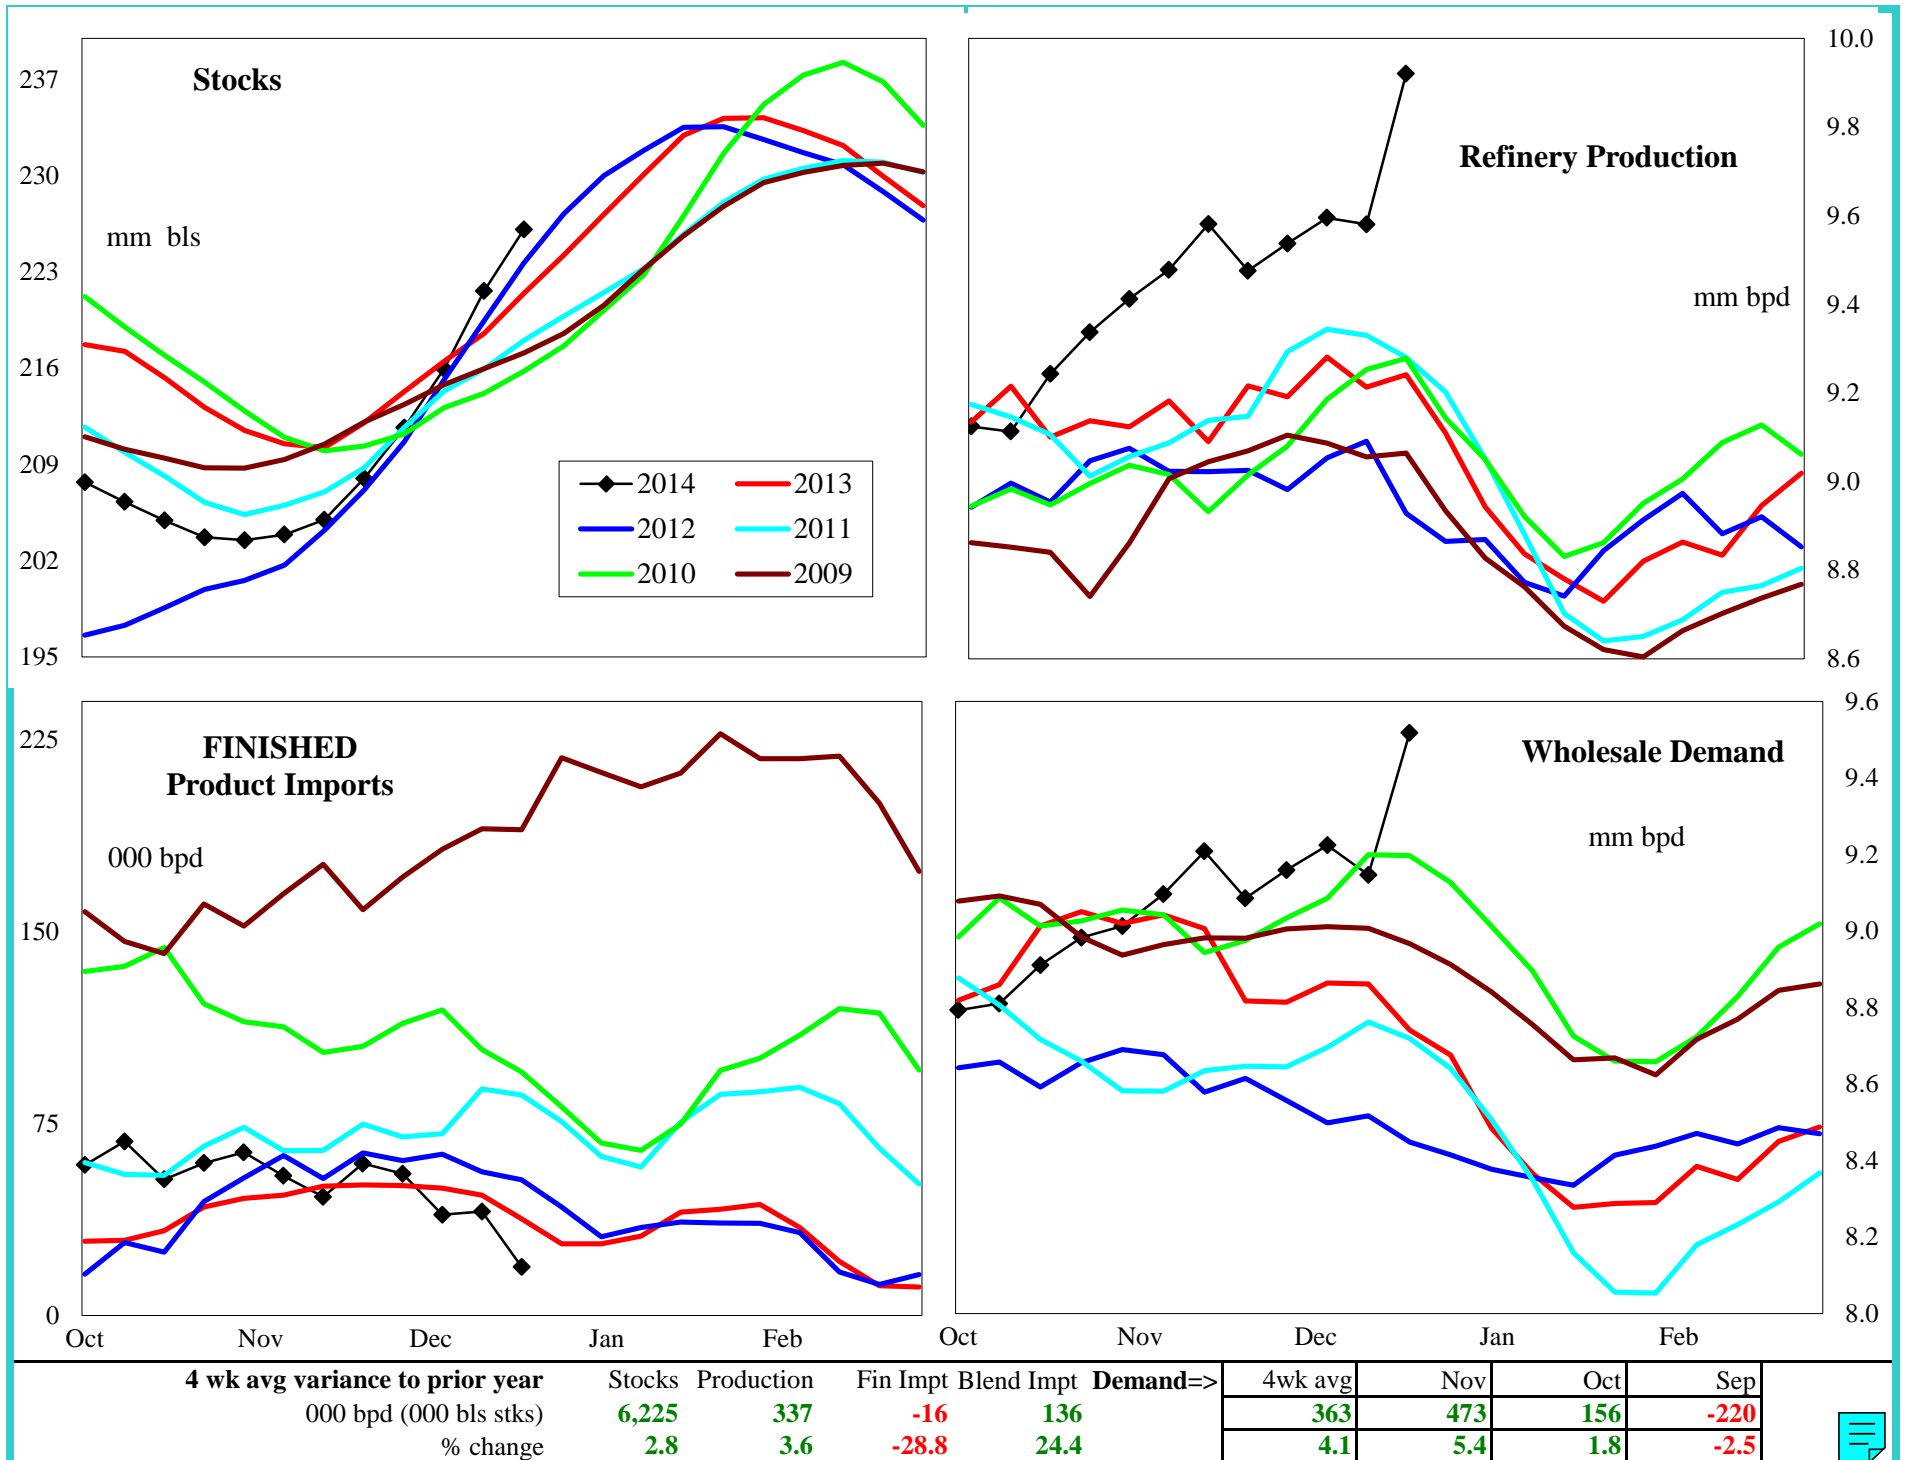 Stocks
mm bls
237
230
223
216
209
202
195
2014
2013
2012
2011
2010
2009
Refinery Production
mm bpd
10.0
9.8
9.6
9.4
9.2
9.0
8.8
8.6
FINISHED
Product Imports
000 bpd
225
150
75
0
Oct Nov Dec Jan Feb
Wholesale Demand
mm bpd
9.6
9.4
9.2
9.0
8.8
8.6
8.4
8.2
8.0
Oct Nov Dec Jan Feb
4 wk avg variance to prior year Stocks Production Fin Impt Blend Impt Demand=> 4wk avg Nov Oct Sep
000 bpd (000 bls stks) 6,225 337 -16 136 363 473 156 -220
% change 2.8 3.6 -28.8 24.4 4.1 5.4 1.8 -2.5